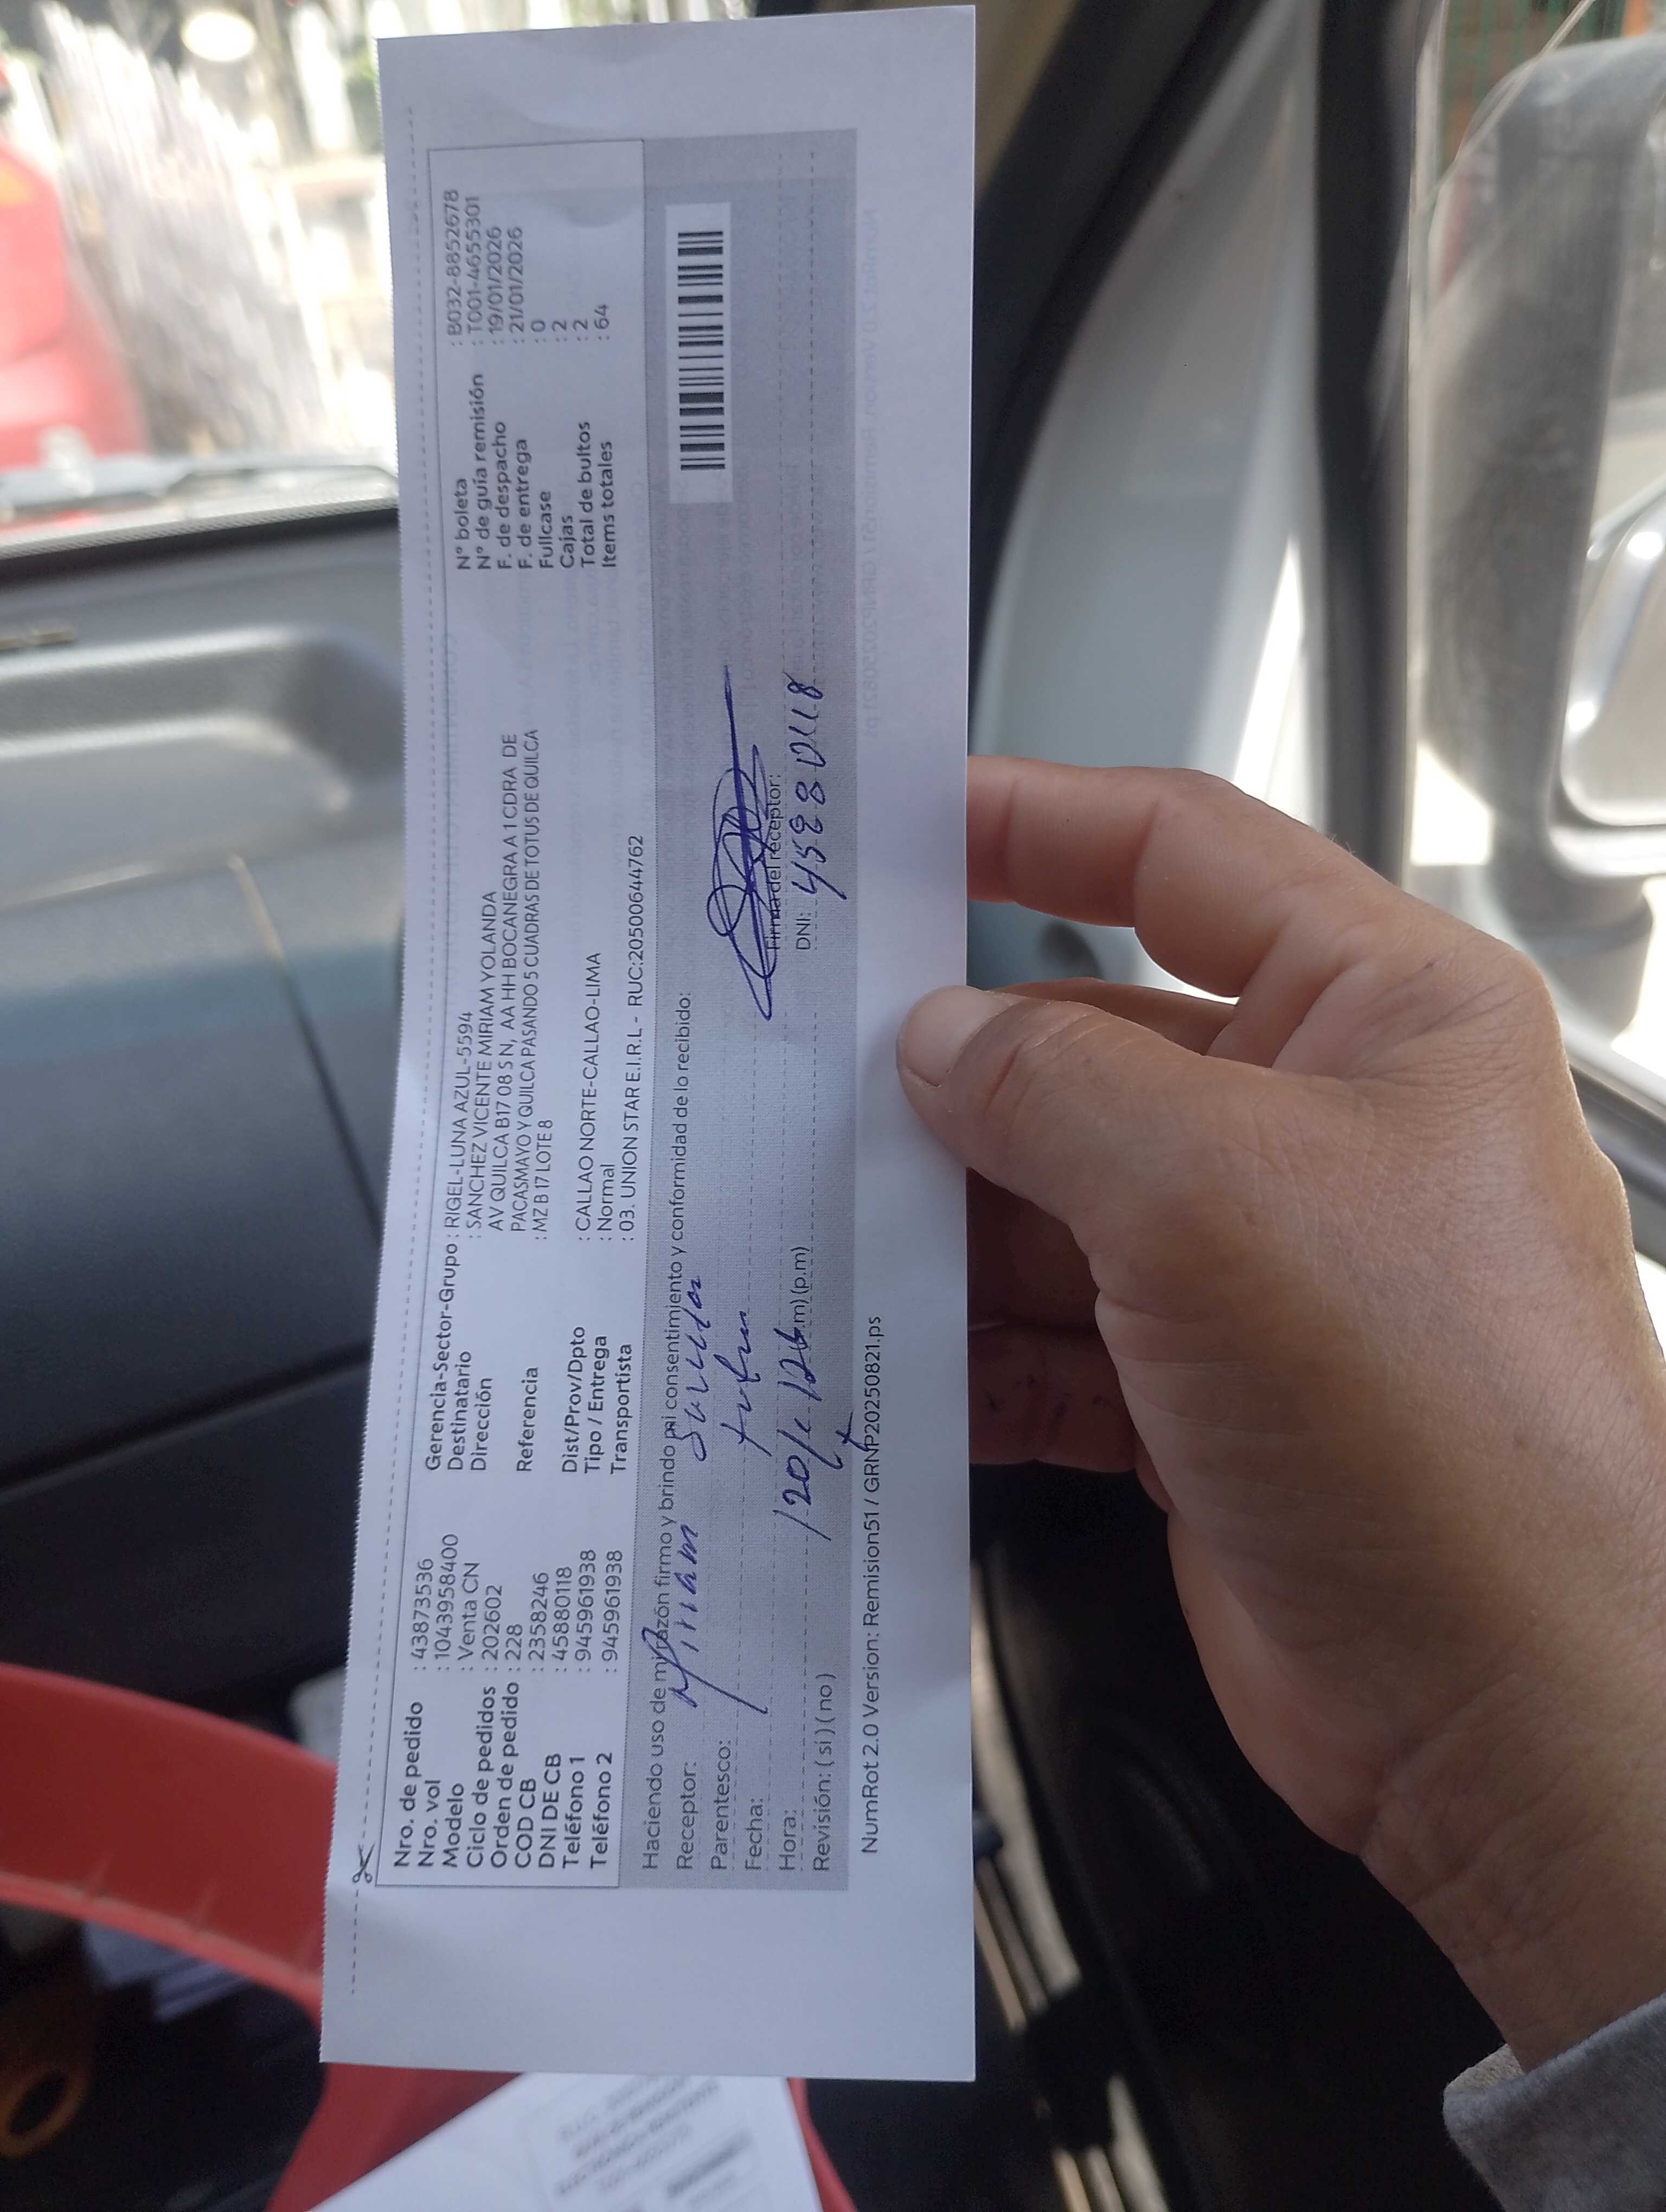 Nro. de pedido : 43873536
Nro. vol : 1043958400
Modelo : Venta CN
Ciclo de pedidos : 202602
Orden de pedido : 228
COD CB : 2358246
DNI DE CB : 45880118
Teléfono 1 : 945961938
Teléfono 2 : 945961938
Gerencia-Sector-Grupo : RIGEL-LUNA AZUL-5594
Destinatario : SANCHEZ VICENTE MIRIAM YOLANDA
Dirección AV QUILCA B17 08 S N, AA HH BOCANEGRA A 1 CDRA DE
PACASMAYO Y QUILCA PASANDO 5 CUADRAS DE TOTUS DE QUILCA
Referencia : MZ B 17 LOTE 8
Dist/Prov/Dpto : CALLAO NORTE-CALLAO-LIMA
Tipo / Entrega : Normal
Transportista : 03. UNION STAR E.I.R.L - RUC:20500644762
N° boleta : B032-8852678
N° de guía remisión : T001-4655301
F. de despacho : 19/01/2026
F. de entrega : 21/01/2026
Fullcase : 0
Cajas : 2
Total de bultos : 2
Items totales : 64
Haciendo uso de mi razón firmo y brindo mi consentimiento y conformidad de lo recibido:
Receptor: Miriam
Parentesco:
Fecha:
Hora: .m) (p.m)
Revisión: ( si ) ( no )
Firma del receptor:
DNI:
NumRot 2.0 Version: Remision51 / GRNP20250821.ps